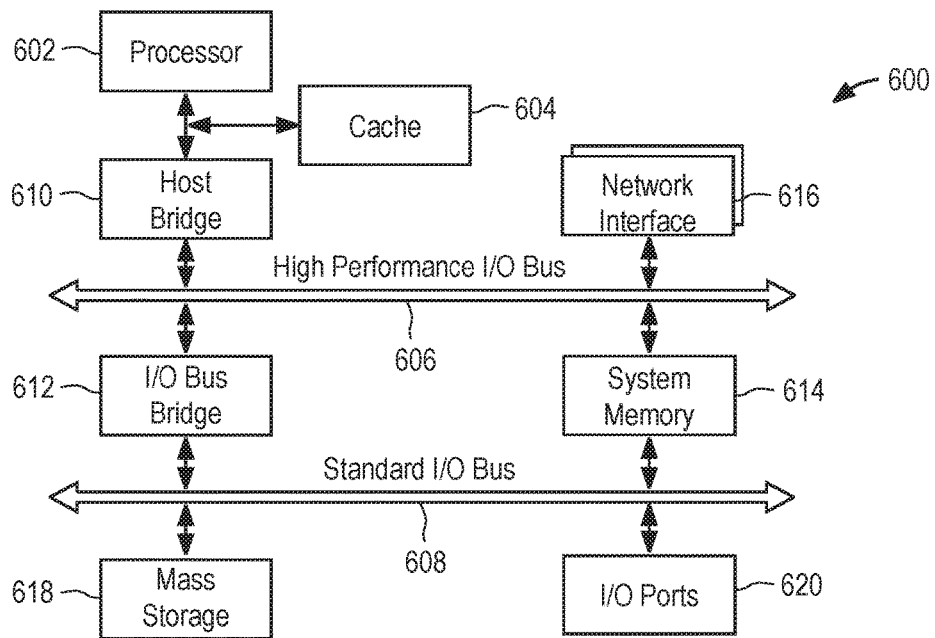 602
Processor
600
604
Cache
610
Host
Bridge
Network
Interface
616
High Performance I/O Bus
606
612
I/O Bus
Bridge
System
Memory
614
Standard I/O Bus
608
618
Mass
Storage
I/O Ports
620